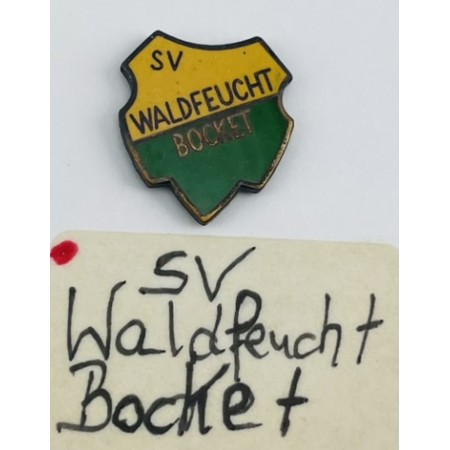 SV
WALDFEUCHT
BOCKET
SV
Waldfeucht
Bocket